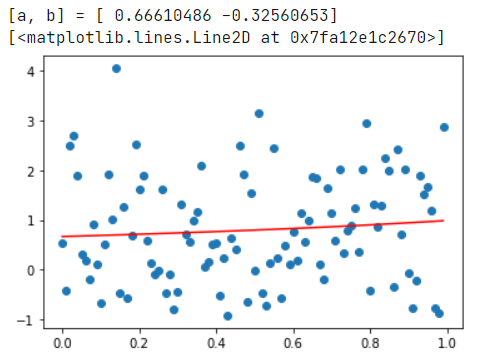 [a, b] = [ 0.66610486 -0.32560653]
[<matplotlib.lines.Line2D at 0x7fa12e1c2670>]
4
3
2
1
0
−1
0.0 0.2 0.4 0.6 0.8 1.0